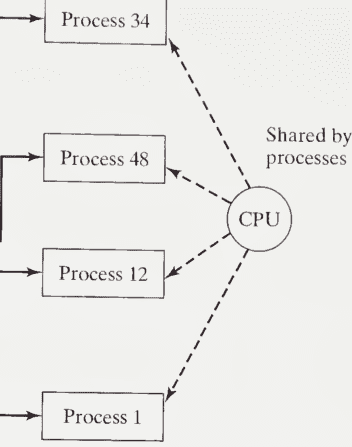 Process 34
Shared by
processes
Process 48
CPU
Process 12
Process 1